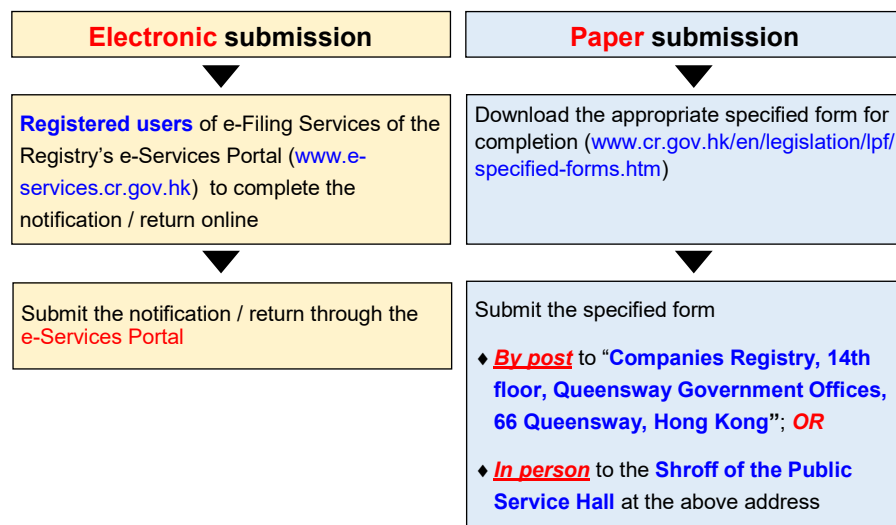 Electronic submission
Registered users of e-Filing Services of the
Registry's e-Services Portal (www.e-
services.cr.gov.hk) to complete the
notification / return online
Submit the notification / return through the
e-Services Portal
Paper submission
Download the appropriate specified form for
completion (www.cr.gov.hk/en/legislation/lpf/
specified-forms.htm)
Submit the specified form
♦ By post to “Companies Registry, 14th
floor, Queensway Government Offices,
66 Queensway, Hong Kong”; OR
♦ In person to the Shroff of the Public
Service Hall at the above address